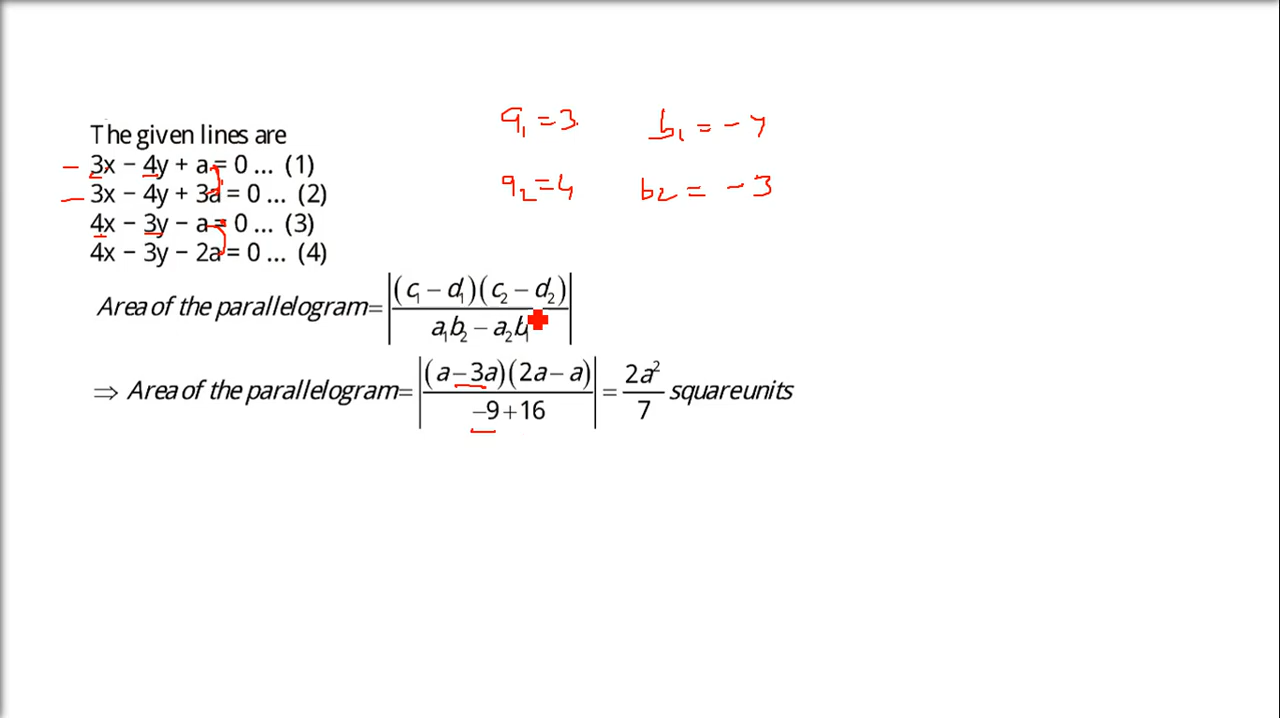 a₁ = 3 b₁ = -4
The given lines are
3x − 4y + a = 0 ... (1)
3x − 4y + 3a = 0 ... (2)
a₂ = 4 b₂ = -3
4x − 3y − a = 0 ... (3)
4x − 3y − 2a = 0 ... (4)
Area of the parallelogram= |(c₁ − d₁)(c₂ − d₂) / a₁b₂ − a₂b₁|
⇒ Area of the parallelogram= |(a − 3a)(2a − a) / −9 + 16| = 2a² / 7 squareunits